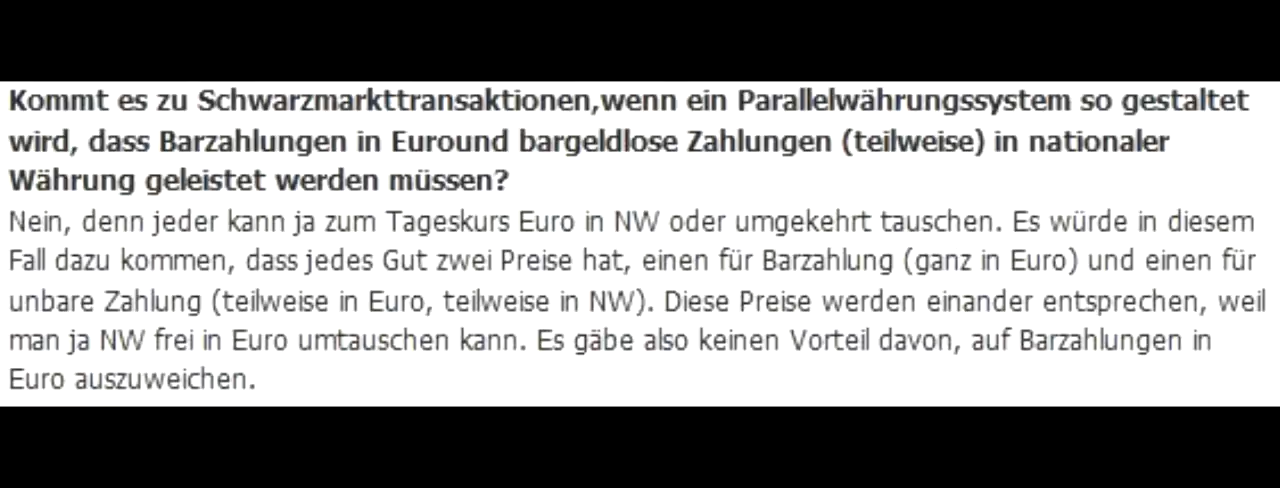 Kommt es zu Schwarzmarkttransaktionen,wenn ein Parallelwährungssystem so gestaltet
wird, dass Barzahlungen in Euround bargeldlose Zahlungen (teilweise) in nationaler
Währung geleistet werden müssen?
Nein, denn jeder kann ja zum Tageskurs Euro in NW oder umgekehrt tauschen. Es würde in diesem
Fall dazu kommen, dass jedes Gut zwei Preise hat, einen für Barzahlung (ganz in Euro) und einen für
unbare Zahlung (teilweise in Euro, teilweise in NW). Diese Preise werden einander entsprechen, weil
man ja NW frei in Euro umtauschen kann. Es gäbe also keinen Vorteil davon, auf Barzahlungen in
Euro auszuweichen.